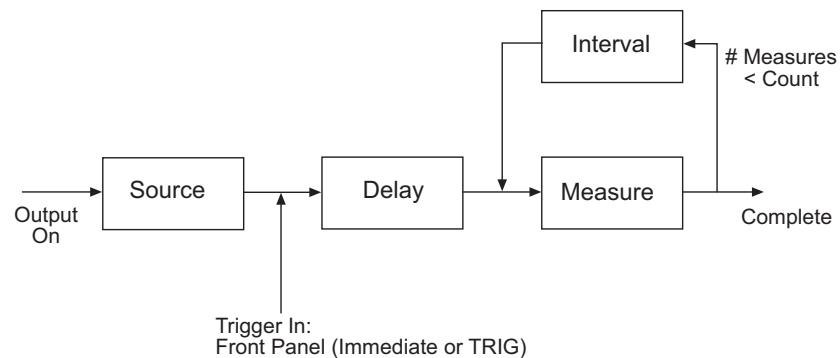 Interval
# Measures
< Count
Source
Delay
Measure
Output
On
Complete
Trigger In:
Front Panel (Immediate or TRIG)